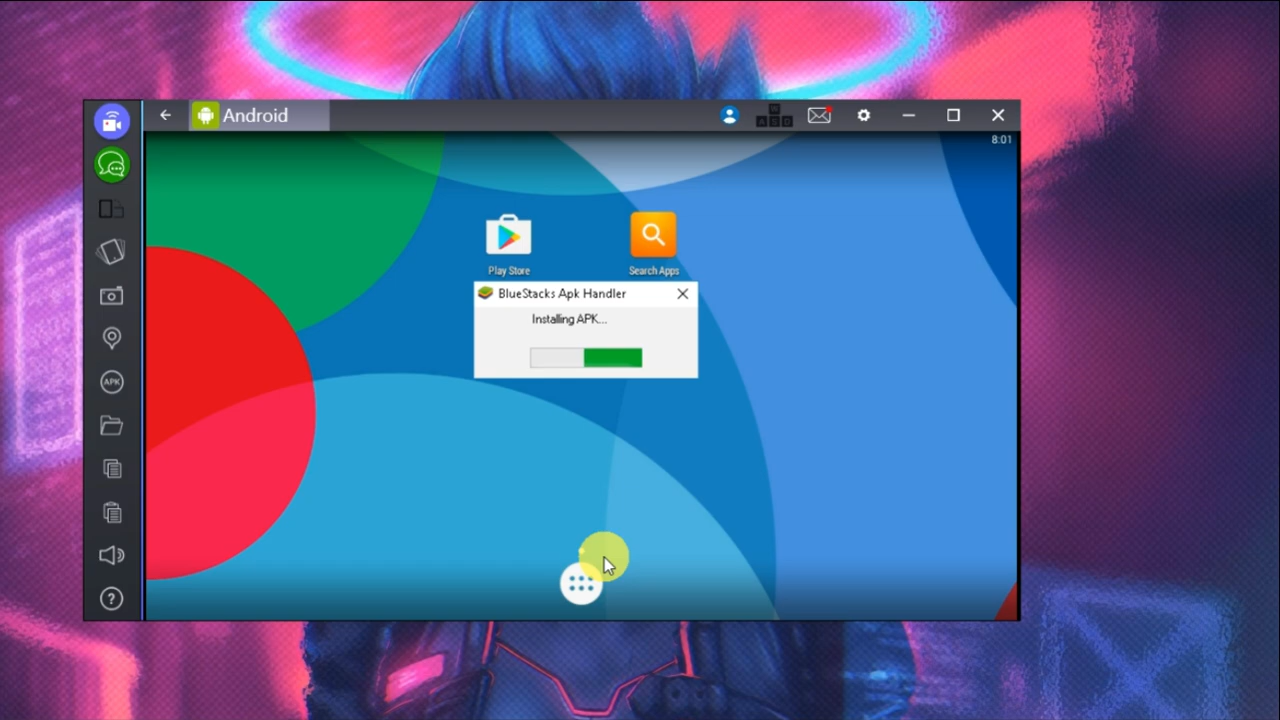 Android
W
A S D
8:01
Play Store
Search Apps
BlueStacks Apk Handler
Installing APK...
APK
?